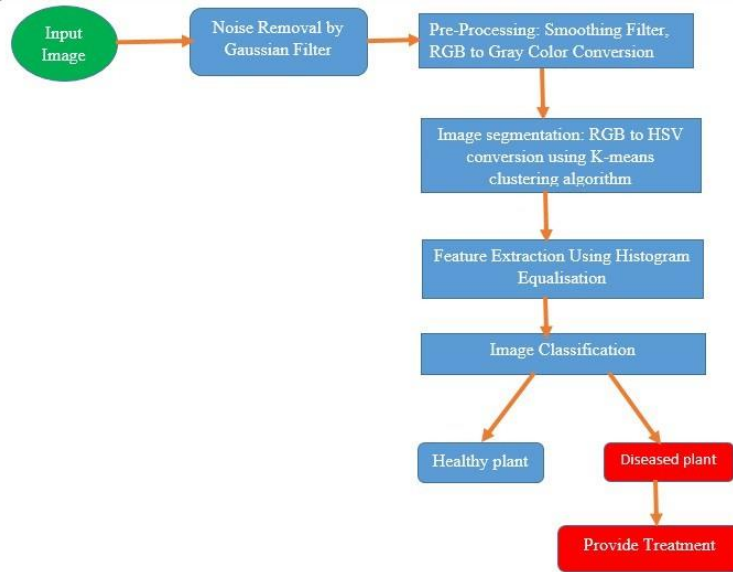 Input
Image
Noise Removal by
Gaussian Filter
Pre-Processing: Smoothing Filter,
RGB to Gray Color Conversion
Image segmentation: RGB to HSV
conversion using K-means
clustering algorithm
Feature Extraction Using Histogram
Equalisation
Image Classification
Healthy plant
Diseased plant
Provide Treatment